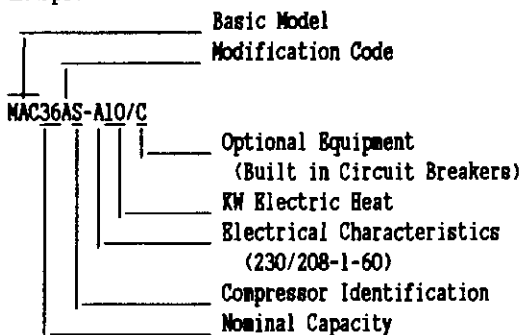 Basic Model
Modification Code
MAC36AS-A10/C
Optional Equipment
(Built in Circuit Breakers)
KW Electric Heat
Electrical Characteristics
(230/208-1-60)
Compressor Identification
Nominal Capacity